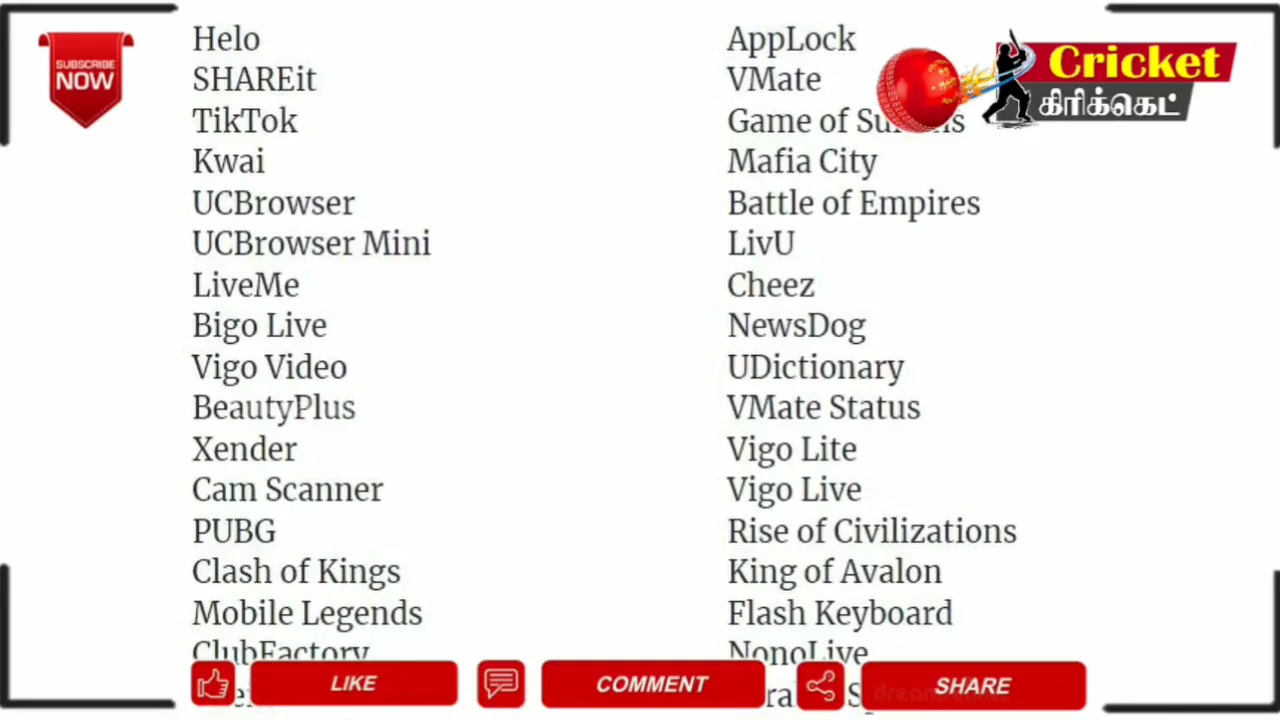 SUBSCRIBE
NOW
Helo
SHAREit
TikTok
Kwai
UCBrowser
UCBrowser Mini
LiveMe
Bigo Live
Vigo Video
BeautyPlus
Xender
Cam Scanner
PUBG
Clash of Kings
Mobile Legends
ClubFactory
AppLock
VMate
Game of
Mafia City
Battle of Empires
LivU
Cheez
NewsDog
UDictionary
VMate Status
Vigo Lite
Vigo Live
Rise of Civilizations
King of Avalon
Flash Keyboard
NonoLive
Cricket
கிரிக்கெட்
LIKE
COMMENT
SHARE